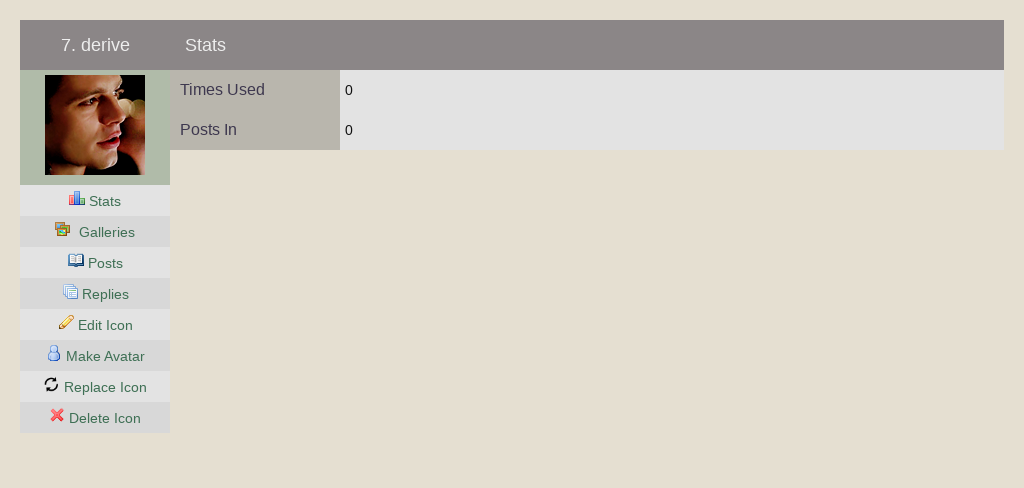 7. derive
Stats
Times Used
0
Posts In
0
Stats
Galleries
Posts
Replies
Edit Icon
Make Avatar
Replace Icon
Delete Icon